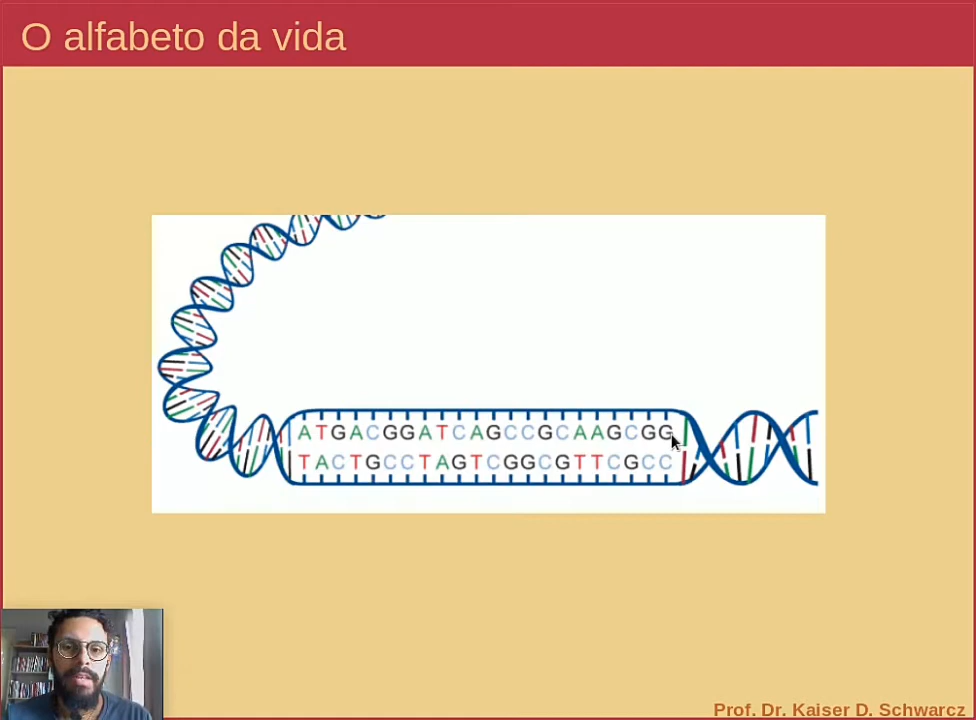 O alfabeto da vida
ATGACGGATCAGCCGCAAGCGG
TACTGCCTAGTCGGCGTTCGCC
Prof. Dr. Kaiser D. Schwarcz